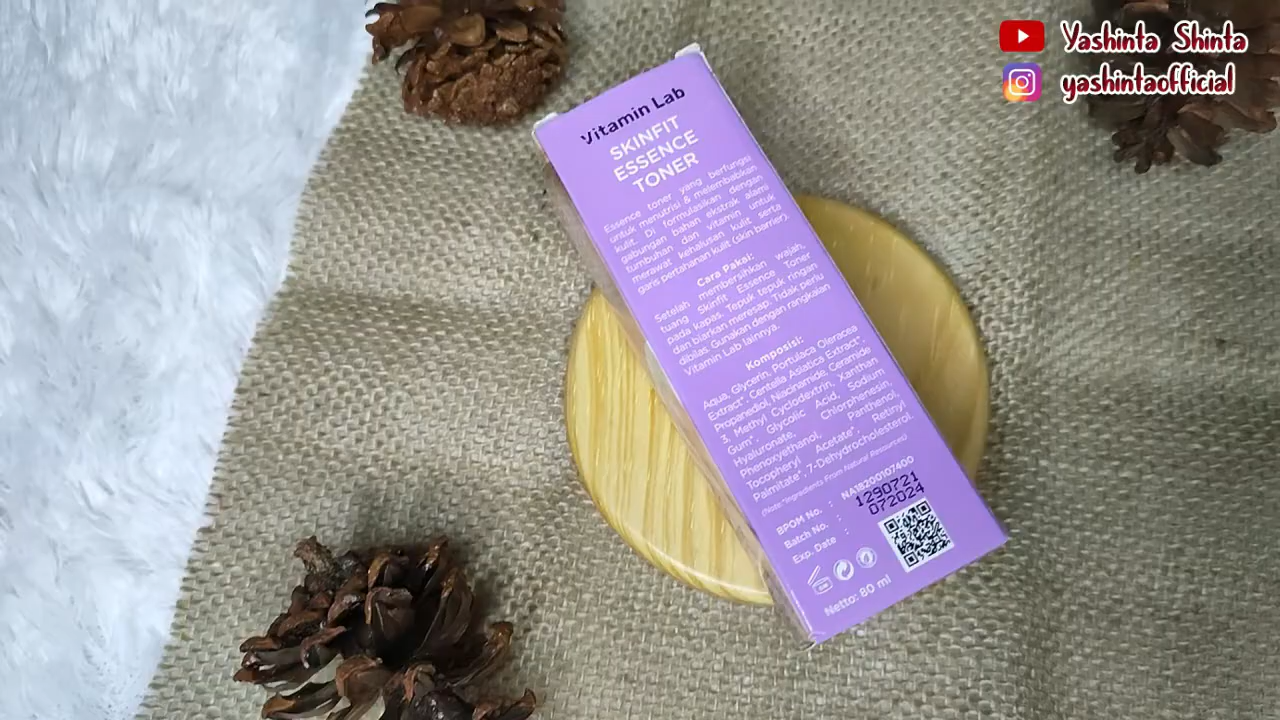 Yashinta Shinta
yashintaofficial
Vitamin Lab
SKINFIT
ESSENCE
TONER
Essence toner yang berfungsi
untuk menutrisi & melembabkan
kulit. Di formulasikan dengan
gabungan bahan ekstrak alami
tumbuhan dan vitamin untuk
merawat kehalusan kulit serta
garis pertahanan kulit (skin barrier).
Cara Pakai:
Setelah membersihkan wajah,
tuang Skinfit Essence Toner
pada kapas. Tepuk tepuk ringan
dan biarkan meresap. Tidak perlu
dibilas. Gunakan dengan rangkaian
Vitamin Lab lainnya.
Komposisi:
Aqua, Glycerin, Portulaca Oleracea
Extract*, Centella Asiatica Extract*,
Propanediol, Niacinamide, Ceramide
3, Methyl Cyclodextrin, Xanthan
Gum*, Glycolic Acid, Sodium
Hyaluronate, Chlorphenesin,
Phenoxyethanol, Panthenol,
Tocopheryl Acetate*, Retinyl
Palmitate*, 7-Dehydrocholesterol.
(Note:*Ingredients From Natural Resources)
BPOM No. : NA18200107400
Batch No. : 1290721
Exp. Date : 072024
Netto: 80 ml